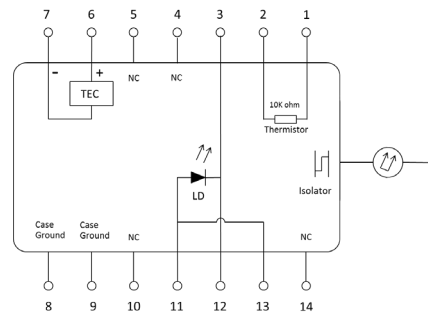 7 6 5 4 3 2 1
- + NC NC
TEC
10K ohm
Thermistor
LD
Isolator
Case Ground
Case Ground
NC
NC
8 9 10 11 12 13 14